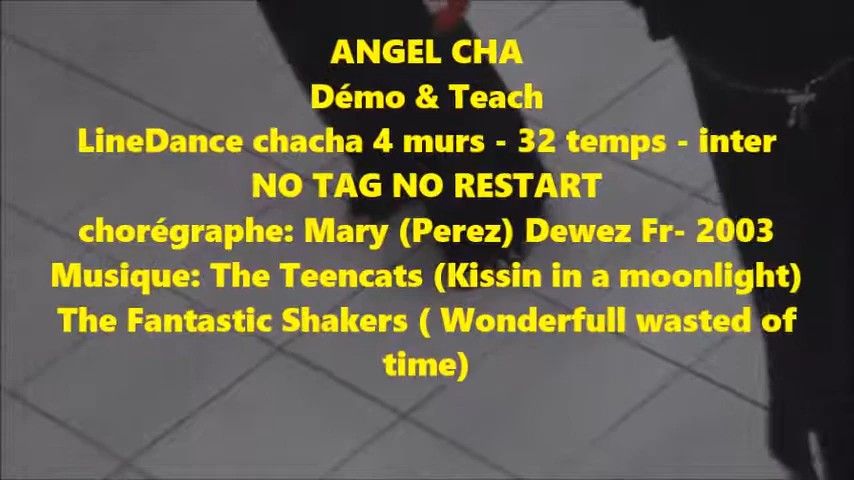 ANGEL CHA
Démo & Teach
LineDance chacha 4 murs - 32 temps - inter
NO TAG NO RESTART
chorégraphe: Mary (Perez) Dewez Fr- 2003
Musique: The Teencats (Kissin in a moonlight)
The Fantastic Shakers ( Wonderfull wasted of
time)